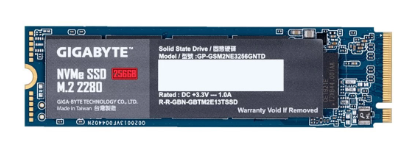 GIGABYTE™
NVMe SSD 256GB
M.2 2280
GIGA-BYTE TECHNOLOGY CO., LTD.
Made in Taiwan 台灣製造
Solid State Drive / 固態硬碟
Model / 型號 :GP-GSM2NE3256GNTD
Rated : DC +3.3V ⎓ 1.0A
R-R-GBN-GBTM2E13TSSD
Warranty Void If Removed